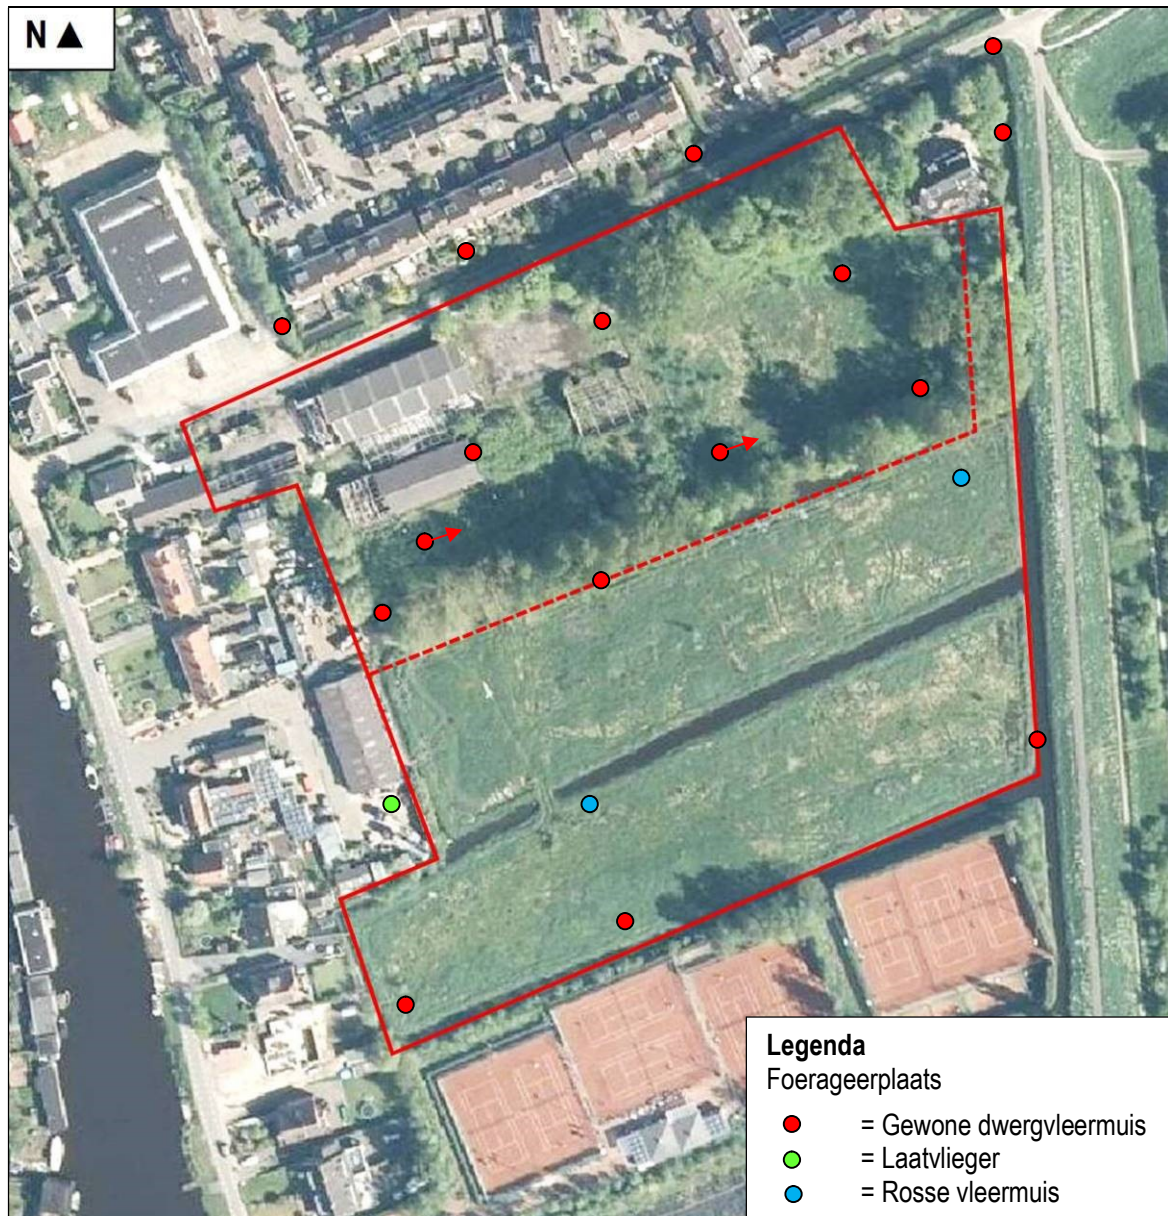 N ▲
Legenda
Foerageerplaats
= Gewone dwergvleermuis
= Laatvlieger
= Rosse vleermuis